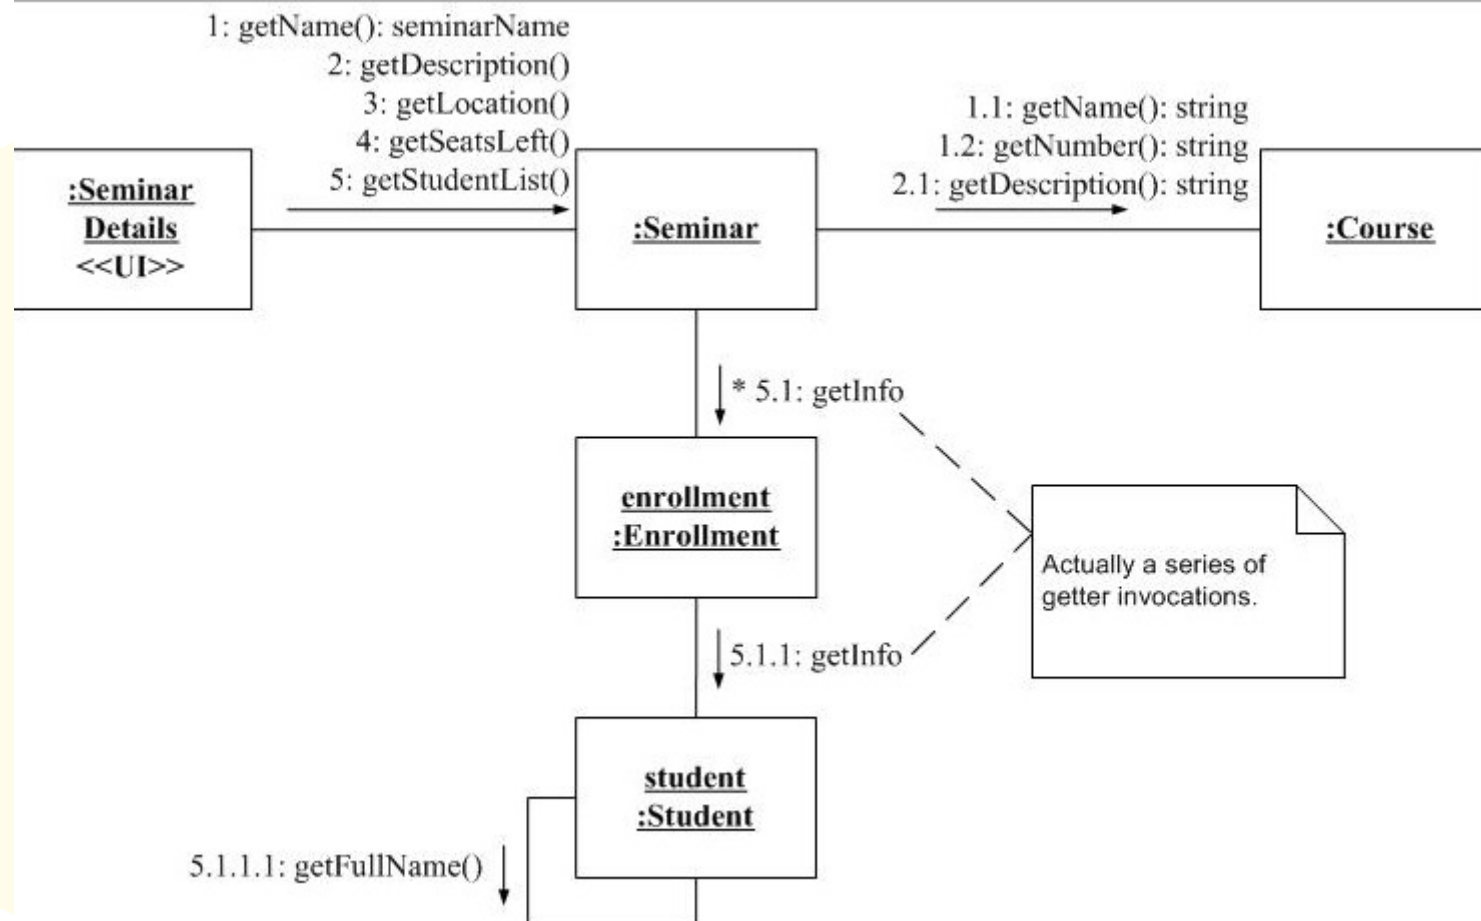 1: getName(): seminarName
2: getDescription()
3: getLocation()
4: getSeatsLeft()
5: getStudentList()
1.1: getName(): string
1.2: getNumber(): string
2.1: getDescription(): string
:Seminar
Details
<<UI>>
:Seminar
:Course
* 5.1: getInfo
enrollment
:Enrollment
Actually a series of
getter invocations.
5.1.1: getInfo
student
:Student
5.1.1.1: getFullName()